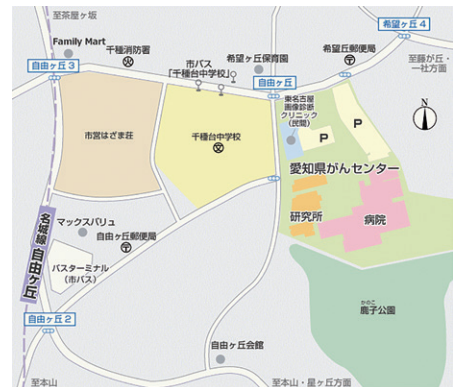 至茶屋ヶ坂
希望ヶ丘4
Family Mart
千種消防署
市バス
「千種台中学校」
希望ヶ丘保育園
希望丘郵便局
至藤が丘・
一社方面
自由ヶ丘3
自由ヶ丘
東名古屋
画像診断
クリニック
(民間)
P
P
N
市営はざま荘
千種台中学校
愛知県がんセンター
研究所
病院
名城線 自由ヶ丘
マックスバリュ
自由ヶ丘郵便局
バスターミナル
(市バス)
かのこ
鹿子公園
自由ヶ丘2
自由ヶ丘会館
至本山
至本山・星ヶ丘方面